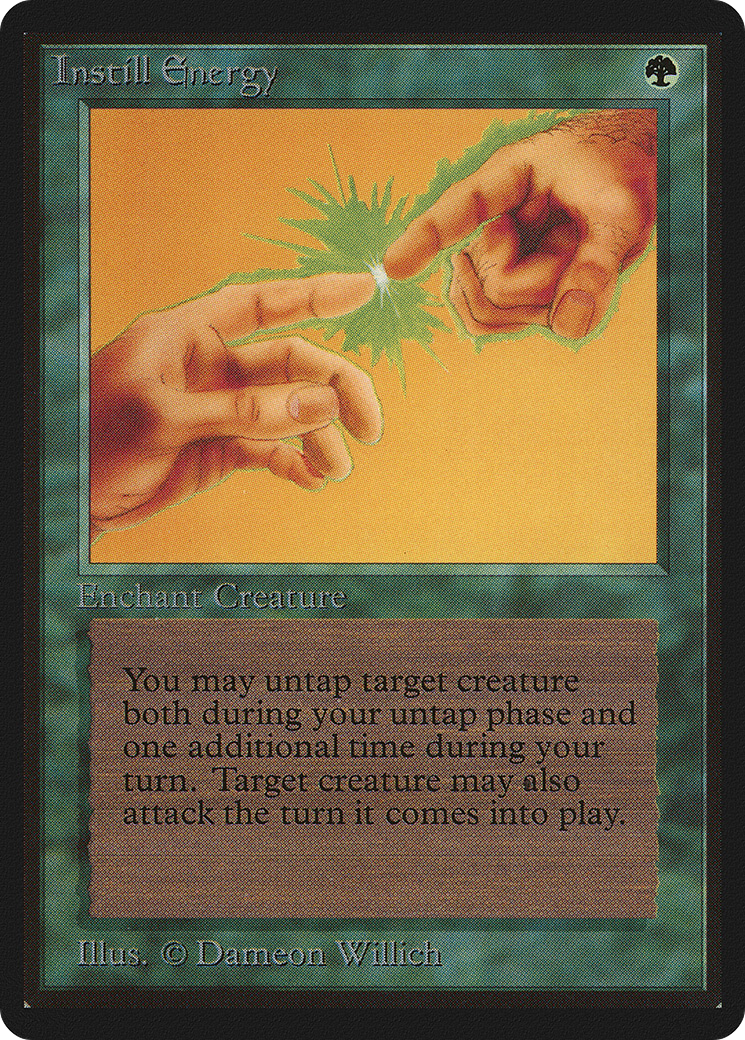 Instill Energy
Enchant Creature
You may untap target creature
both during your untap phase and
one additional time during your
turn. Target creature may also
attack the turn it comes into play.
Illus. © Dameon Willich